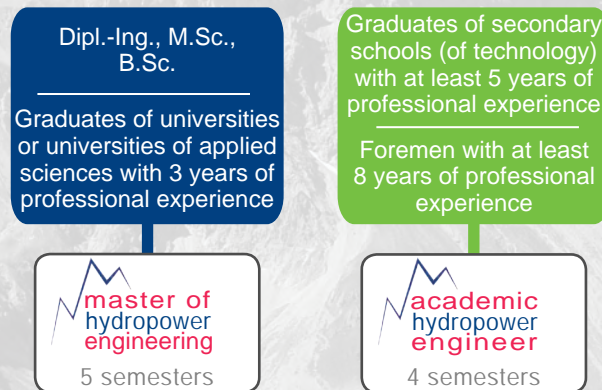 Dipl.-Ing., M.Sc.,
B.Sc.
Graduates of universities
or universities of applied
sciences with 3 years of
professional experience
master of
hydropower
engineering
5 semesters
Graduates of secondary
schools (of technology)
with at least 5 years of
professional experience
Foremen with at least
8 years of professional
experience
academic
hydropower
engineer
4 semesters